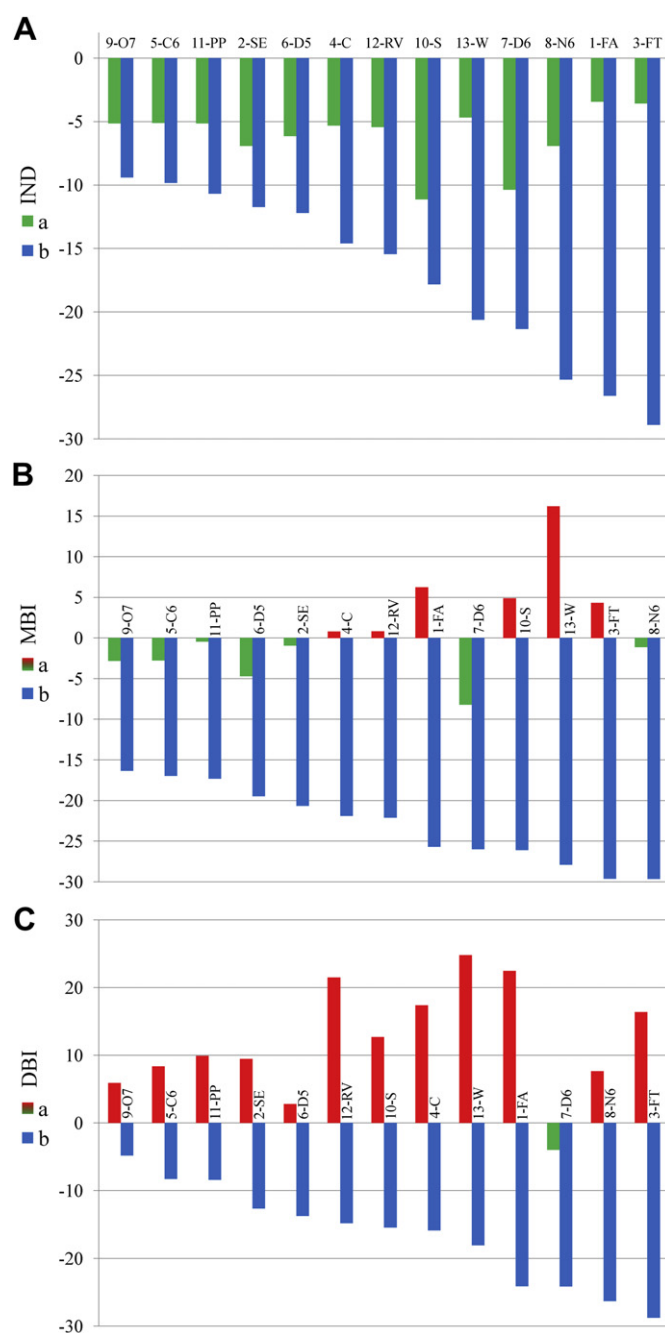 A
9-O7 5-C6 11-PP 2-SE 6-D5 4-C 12-RV 10-S 13-W 7-D6 8-N6 1-FA 3-FT
0
-5
-10
-15
-20
-25
-30
IND
a
b
B
20
15
10
5
0
-5
-10
-15
-20
-25
-30
MBI
a
b
9-O7 5-C6 11-PP 6-D5 2-SE 4-C 12-RV 1-FA 7-D6 10-S 13-W 3-FT 8-N6
C
30
20
10
0
-10
-20
-30
DBI
a
b
9-O7 5-C6 11-PP 2-SE 6-D5 12-RV 10-S 4-C 13-W 1-FA 7-D6 8-N6 3-FT